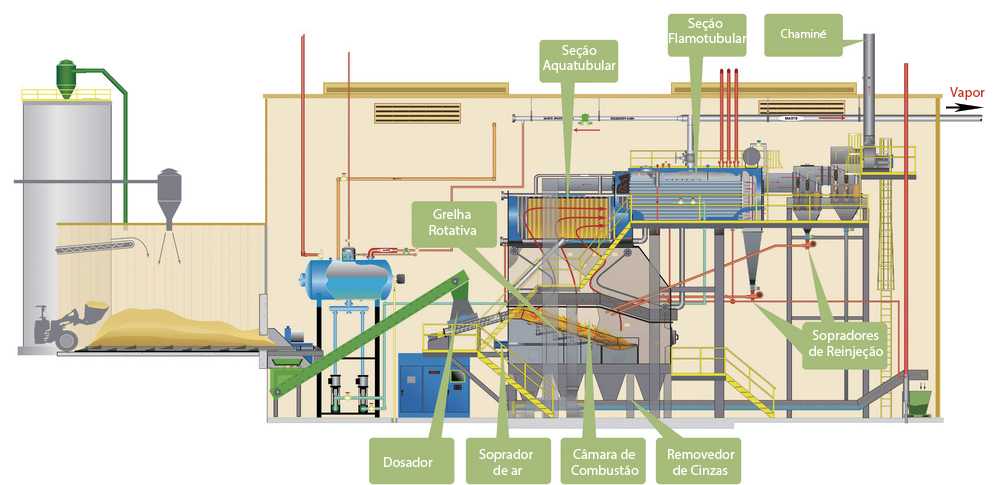 Seção
Flamotubular
Chaminé
Seção
Aquatubular
Vapor
Grelha
Rotativa
Sopradores
de Reinjeção
Dosador
Soprador
de ar
Câmara de
Combustáo
Removedor
de Cinzas